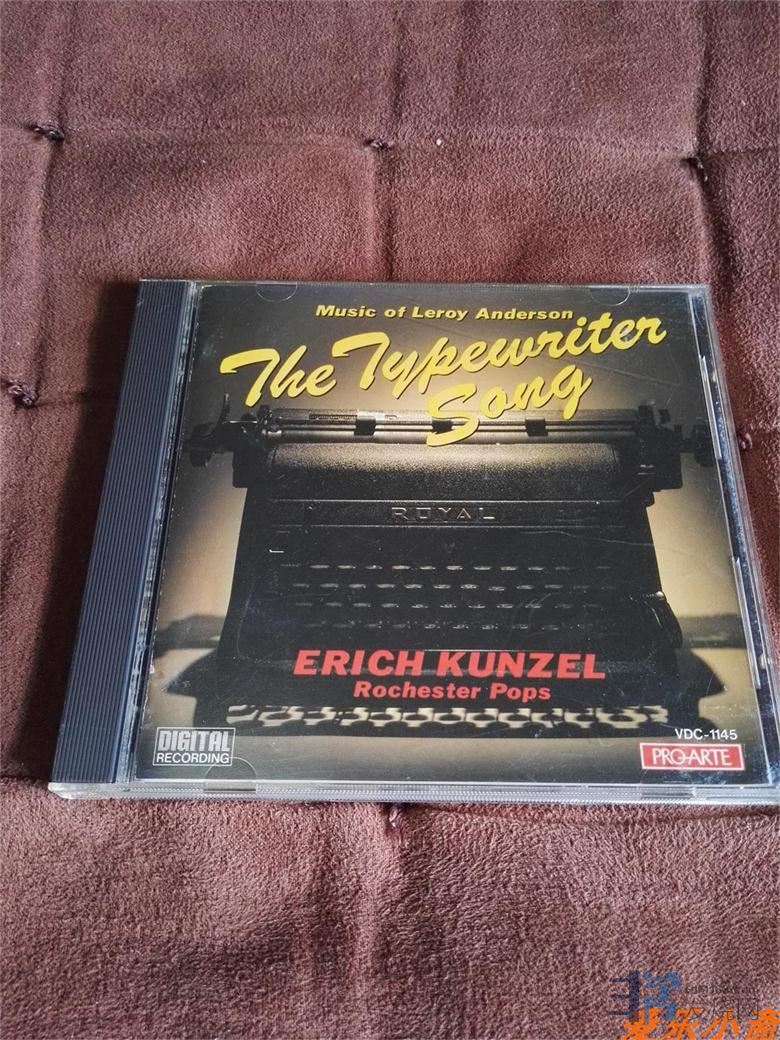 Music of Leroy Anderson
The Typewriter
Song
ROYAL
ERICH KUNZEL
Rochester Pops
DIGITAL
RECORDING
VDC-1145
PRO-ARTE